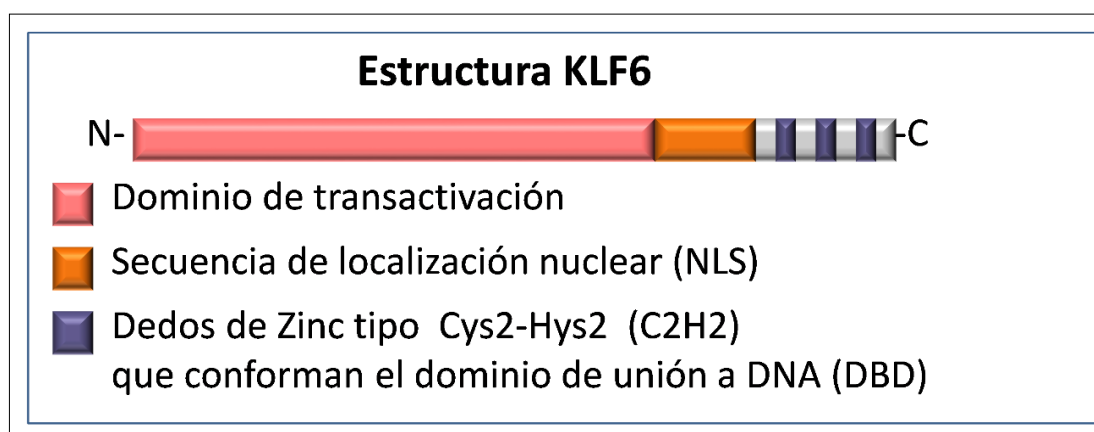 Estructura KLF6
N- -C
Dominio de transactivación
Secuencia de localización nuclear (NLS)
Dedos de Zinc tipo Cys2-Hys2 (C2H2)
que conforman el dominio de unión a DNA (DBD)